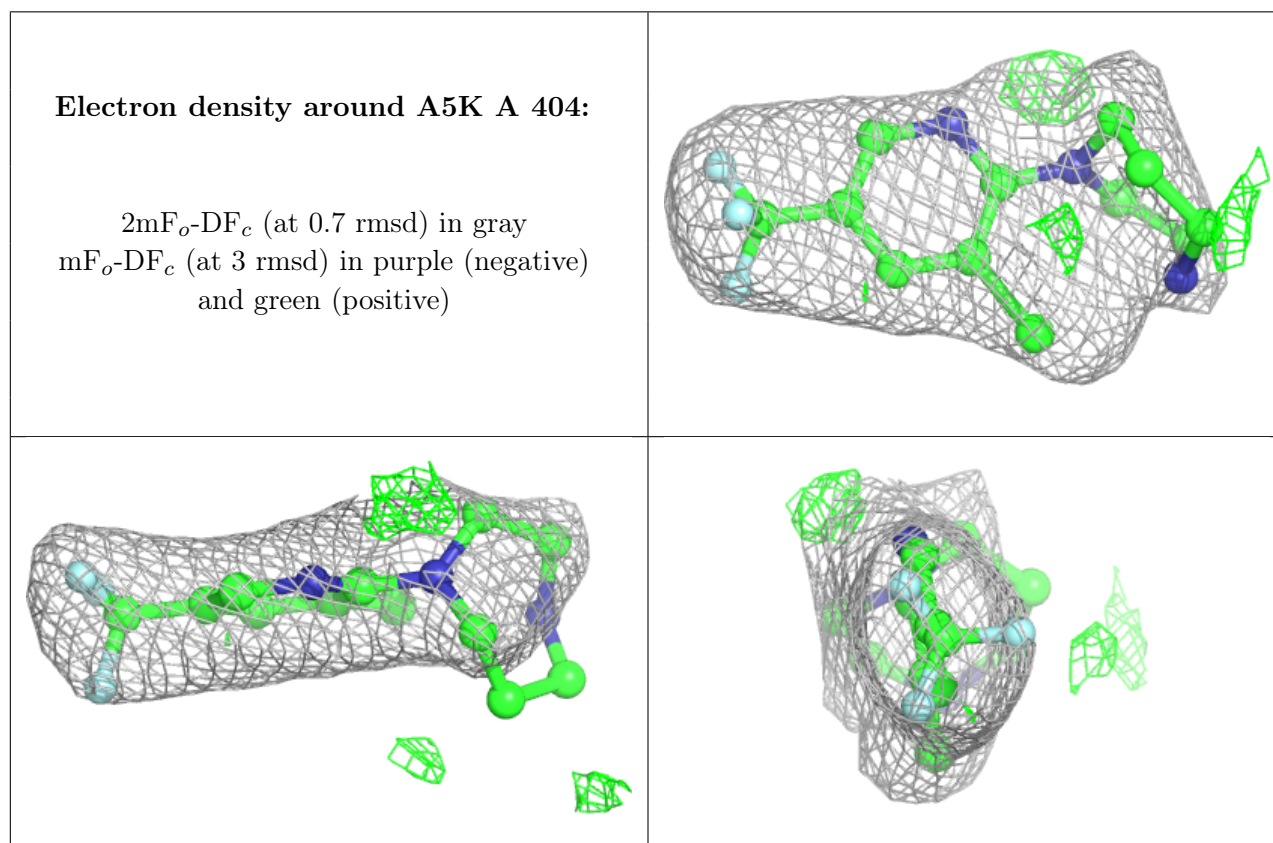 Electron density around A5K A 404:
2mFo-DFc (at 0.7 rmsd) in gray
mFo-DFc (at 3 rmsd) in purple (negative)
and green (positive)